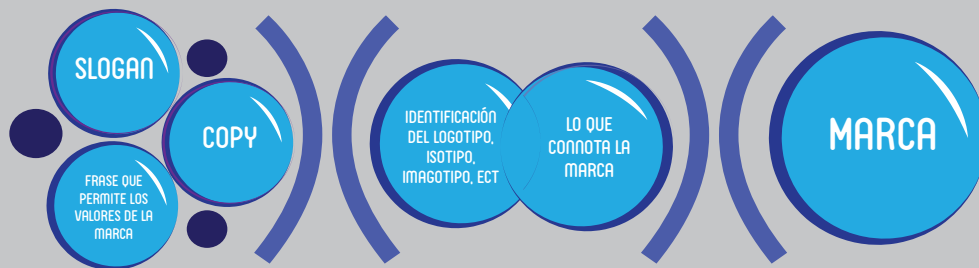 SLOGAN
COPY
FRASE QUE
PERMITE LOS
VALORES DE LA
MARCA
IDENTIFICACIÓN
DEL LOGOTIPO,
ISOTIPO,
IMAGOTIPO, ECT
LO QUE
CONNOTA LA
MARCA
MARCA